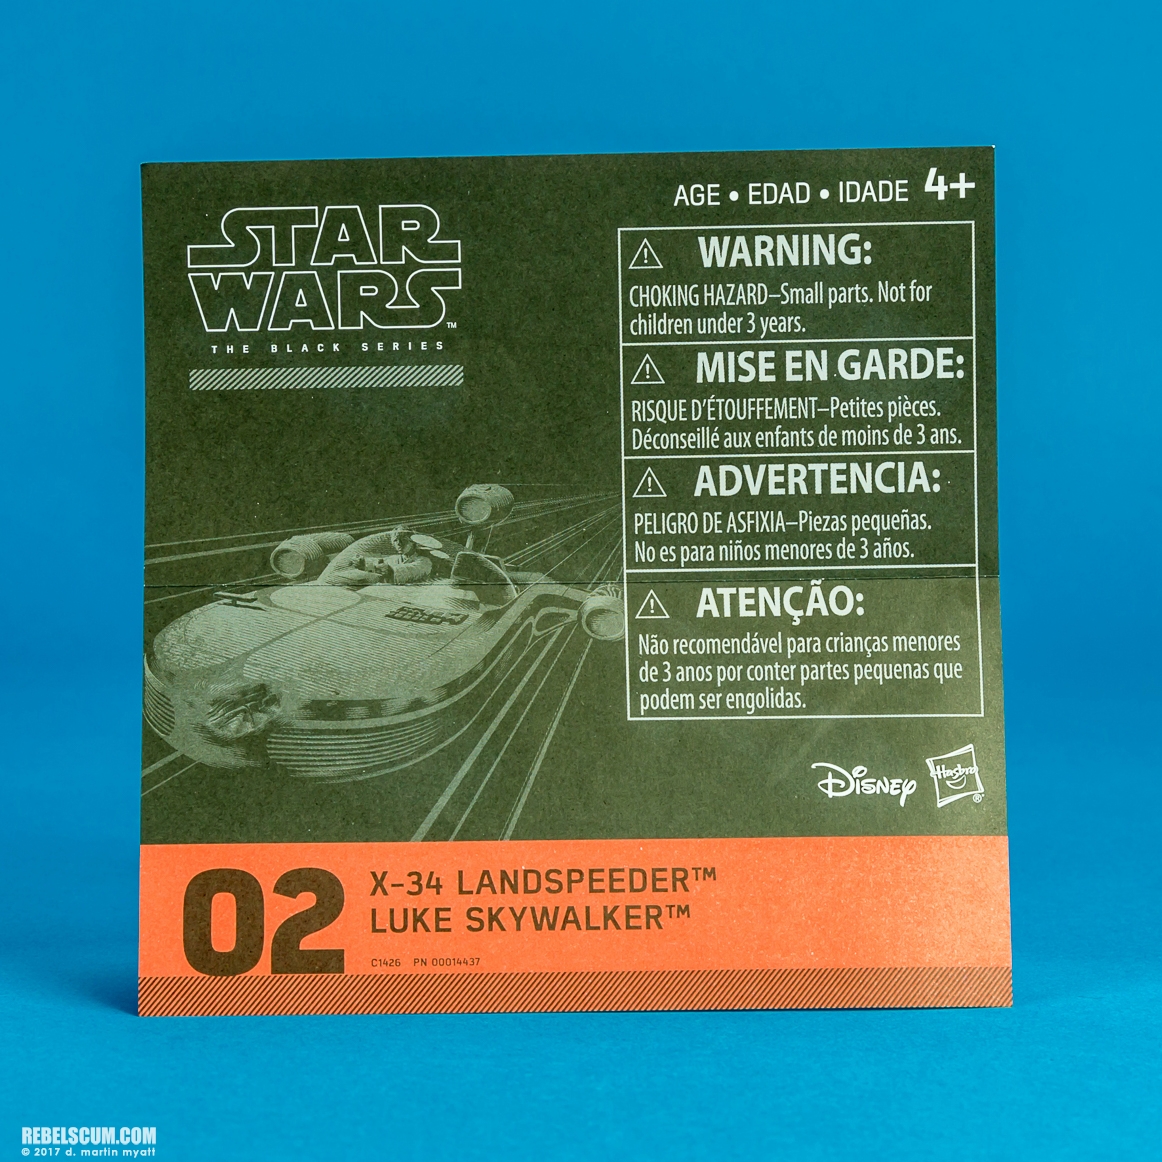 STAR
WARS™
THE BLACK SERIES
AGE • EDAD • IDADE 4+
WARNING:
CHOKING HAZARD–Small parts. Not for
children under 3 years.
MISE EN GARDE:
RISQUE D'ÉTOUFFEMENT–Petites pièces.
Déconseillé aux enfants de moins de 3 ans.
ADVERTENCIA:
PELIGRO DE ASFIXIA–Piezas pequeñas.
No es para niños menores de 3 años.
ATENÇÃO:
Não recomendável para crianças menores
de 3 anos por conter partes pequenas que
podem ser engolidas.
Disney
Hasbro®
02
X-34 LANDSPEEDER™
LUKE SKYWALKER™
C1426 PN 00014437
REBELSCUM.COM
© 2017 d. martin myatt